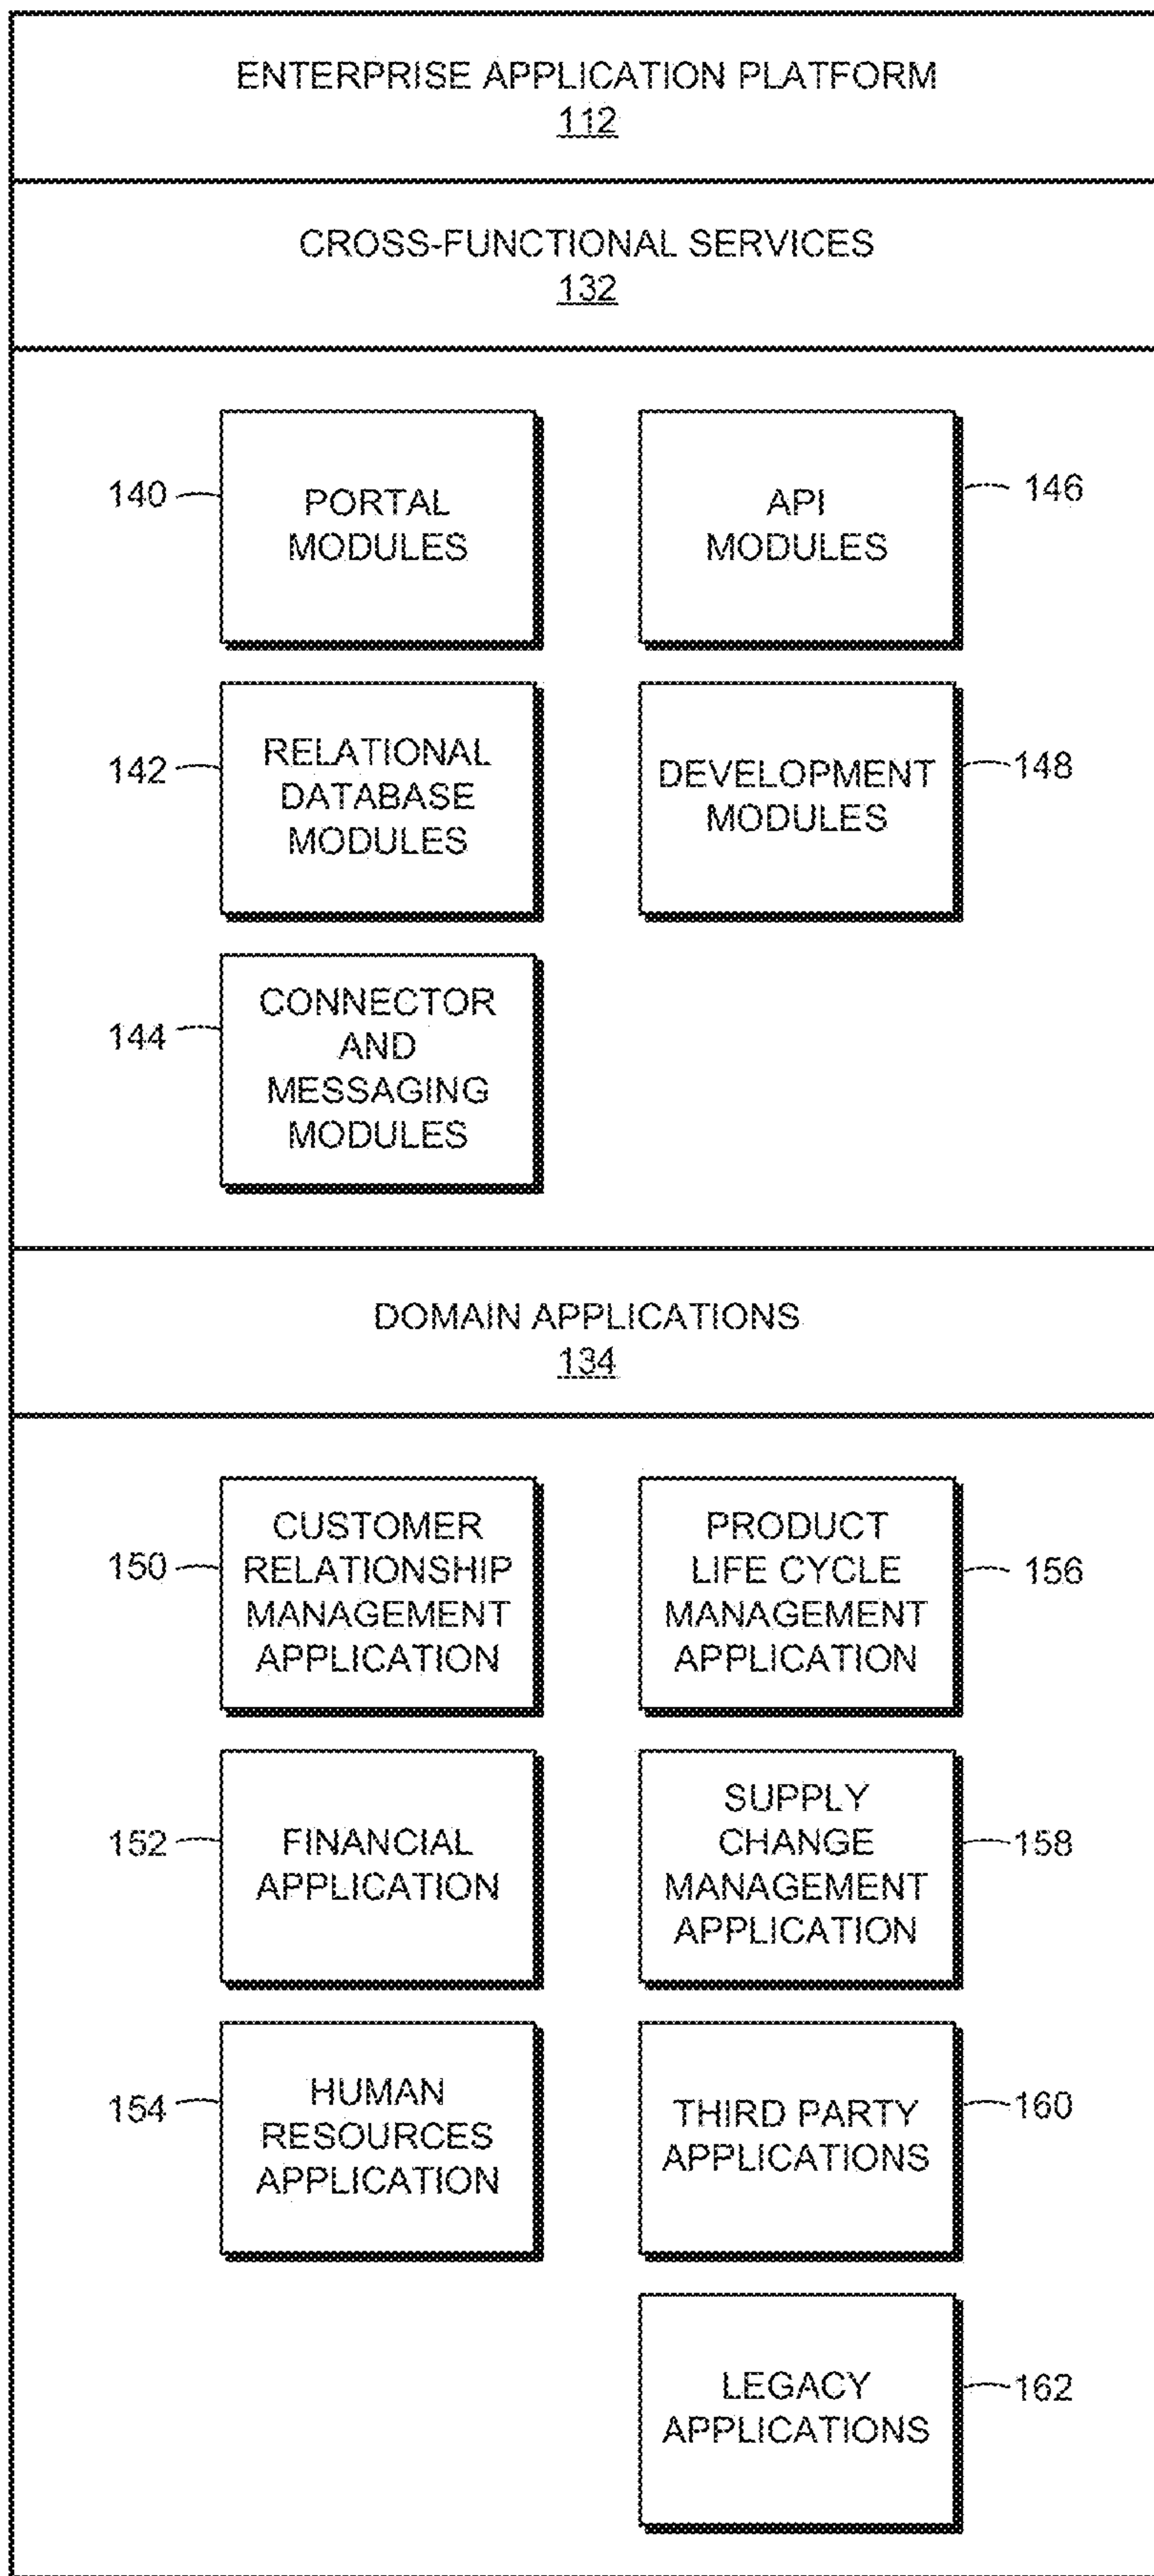 ENTERPRISE APPLICATION PLATFORM
112
CROSS-FUNCTIONAL SERVICES
132
140
PORTAL
MODULES
API
MODULES
146
142
RELATIONAL
DATABASE
MODULES
DEVELOPMENT
MODULES
148
144
CONNECTOR
AND
MESSAGING
MODULES
DOMAIN APPLICATIONS
134
150
CUSTOMER
RELATIONSHIP
MANAGEMENT
APPLICATION
PRODUCT
LIFE CYCLE
MANAGEMENT
APPLICATION
156
152
FINANCIAL
APPLICATION
SUPPLY
CHANGE
MANAGEMENT
APPLICATION
158
154
HUMAN
RESOURCES
APPLICATION
THIRD PARTY
APPLICATIONS
160
LEGACY
APPLICATIONS
162